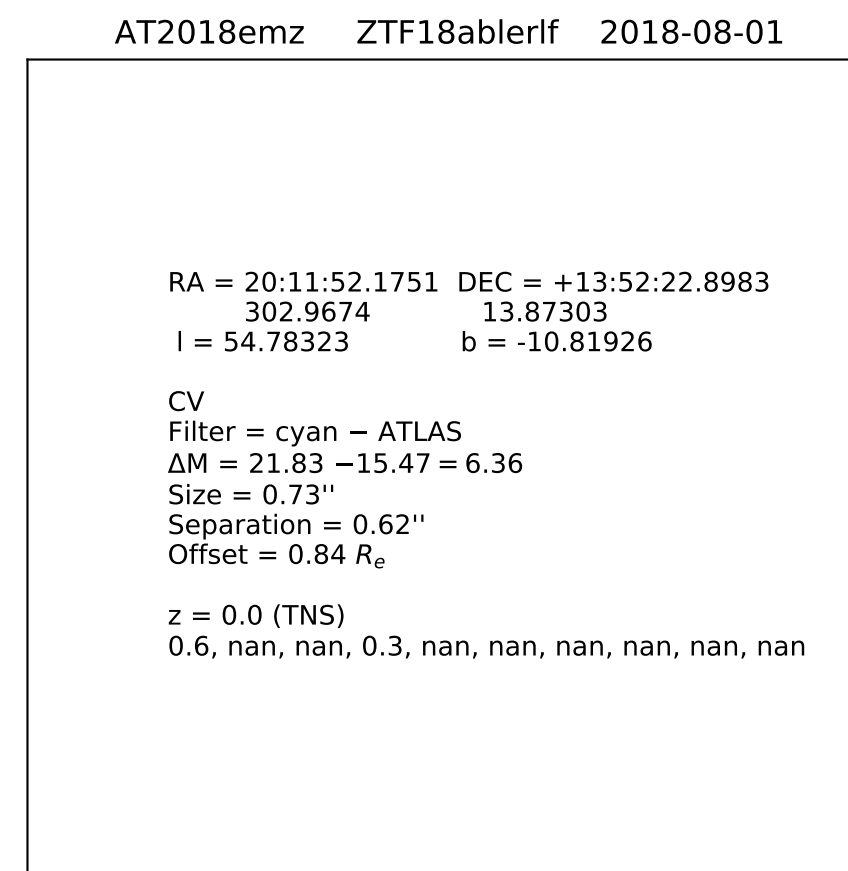 AT2018emz ZTF18ablerlf 2018-08-01
RA = 20:11:52.1751 DEC = +13:52:22.8983
302.9674 13.87303
l = 54.78323 b = -10.81926
CV
Filter = cyan − ATLAS
ΔM = 21.83 −15.47 = 6.36
Size = 0.73''
Separation = 0.62''
Offset = 0.84 Rₑ
z = 0.0 (TNS)
0.6, nan, nan, 0.3, nan, nan, nan, nan, nan, nan